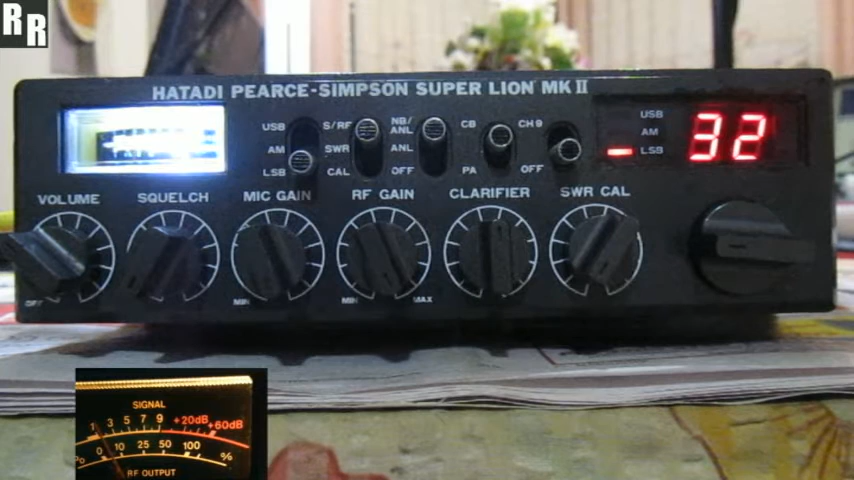 R
R
HATADI PEARCE-SIMPSON SUPER LION MK II
USB
AM
LSB
S/RF
SWR
CAL
NB/
ANL
ANL
OFF
CB
PA
CH 9
OFF
USB
AM
LSB
32
VOLUME
SQUELCH
MIC GAIN
RF GAIN
CLARIFIER
SWR CAL
OFF
MIN
MIN
MAX
SIGNAL
1 3 5 7 9 +20dB +60dB
0 10 25 50 100 %
RF OUTPUT